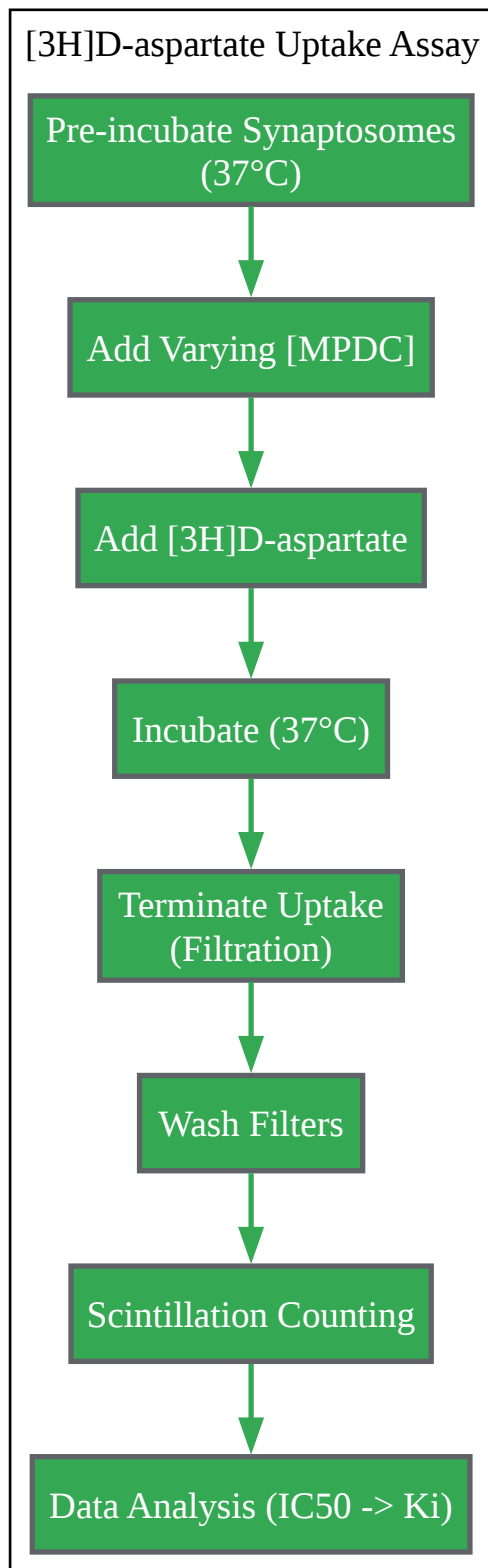 [3H]D-aspartate Uptake Assay
Pre-incubate Synaptosomes
(37°C)
Add Varying [MPDC]
Add [3H]D-aspartate
Incubate (37°C)
Terminate Uptake
(Filtration)
Wash Filters
Scintillation Counting
Data Analysis (IC50 -> Ki)